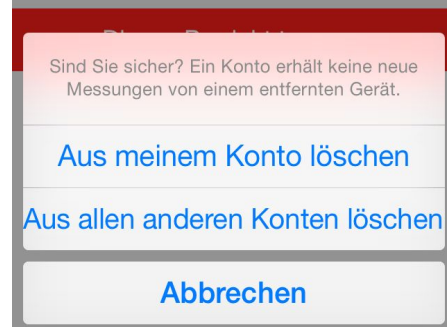 Sind Sie sicher? Ein Konto erhält keine neue
Messungen von einem entfernten Gerät.
Aus meinem Konto löschen
Aus allen anderen Konten löschen
Abbrechen